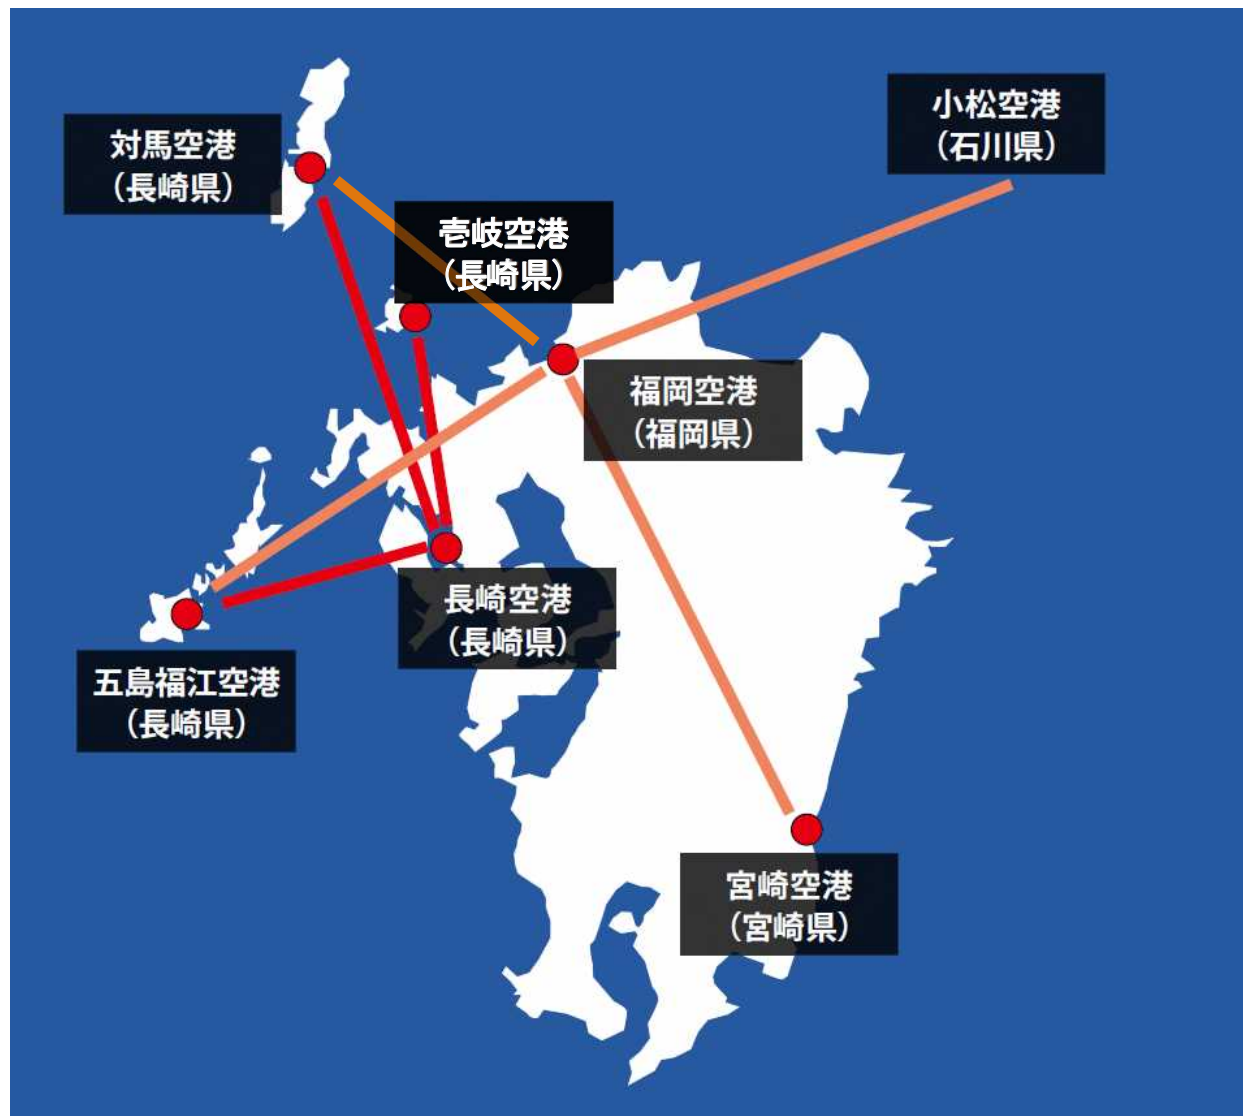 小松空港
（石川県）
対馬空港
（長崎県）
壱岐空港
（長崎県）
福岡空港
（福岡県）
長崎空港
（長崎県）
五島福江空港
（長崎県）
宮崎空港
（宮崎県）